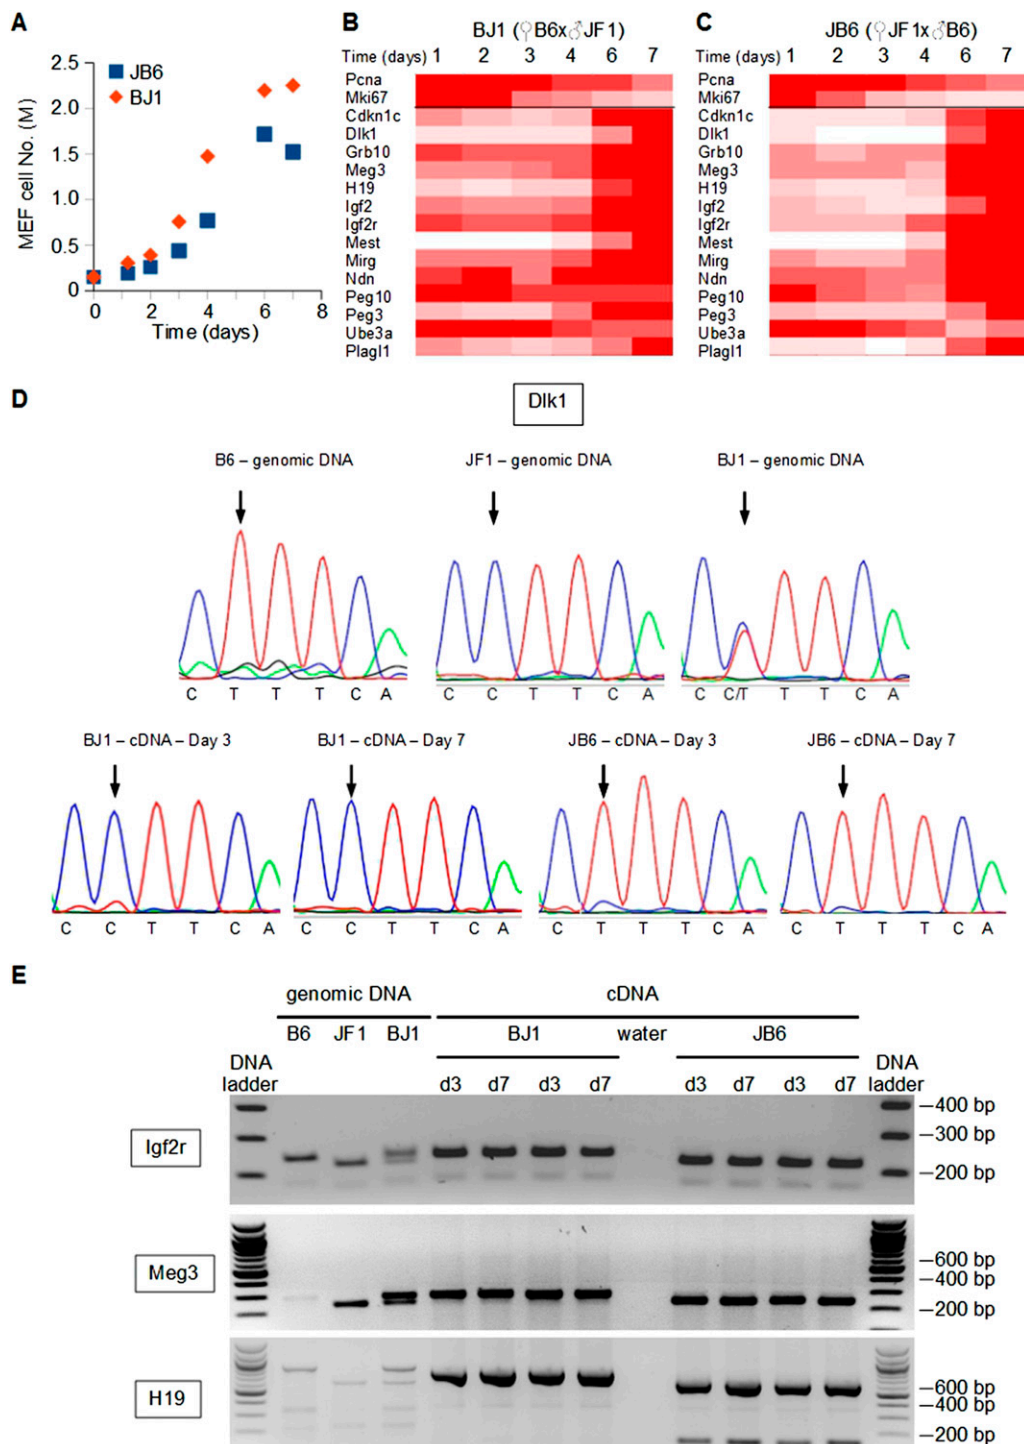 A
2.5
2.0
1.5
1.0
0.5
0
0 2 4 6 8
MEF cell No. (M)
Time (days)
JB6
BJ1
B
BJ1 (♀B6x♂JF1)
Time (days) 1 2 3 4 6 7
Pcna
Mki67
Cdkn1c
Dlk1
Grb10
Meg3
H19
Igf2
Igf2r
Mest
Mirg
Ndn
Peg10
Peg3
Ube3a
Plagl1
C
JB6 (♀JF1x♂B6)
Time (days) 1 2 3 4 6 7
Pcna
Mki67
Cdkn1c
Dlk1
Grb10
Meg3
H19
Igf2
Igf2r
Mest
Mirg
Ndn
Peg10
Peg3
Ube3a
Plagl1
D
Dlk1
B6 – genomic DNA
C T T T C A
JF1 – genomic DNA
C C T T C A
BJ1 – genomic DNA
C C/T T T C A
BJ1 – cDNA – Day 3
C C T T C A
BJ1 – cDNA – Day 7
C C T T C A
JB6 – cDNA – Day 3
C T T T C A
JB6 – cDNA – Day 7
C T T T C A
E
genomic DNA cDNA
B6 JF1 BJ1 BJ1 water JB6
DNA ladder d3 d7 d3 d7 d3 d7 d3 d7 DNA ladder
Igf2r
400 bp
300 bp
200 bp
Meg3
600 bp
400 bp
200 bp
H19
600 bp
400 bp
200 bp